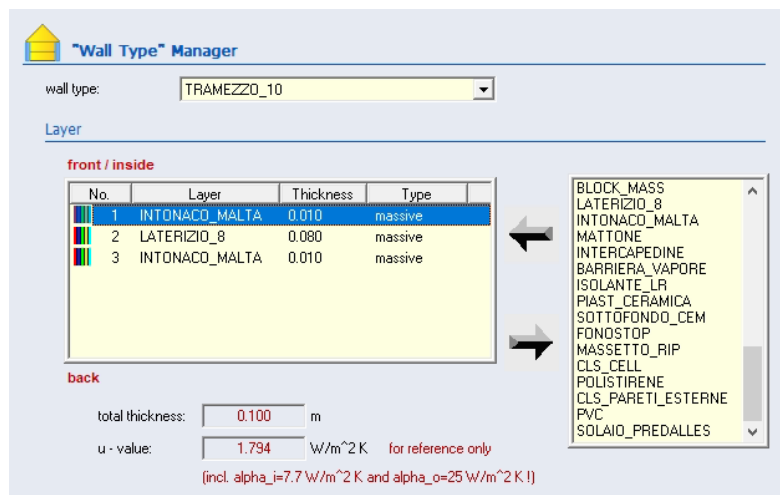 "Wall Type" Manager
wall type: TRAMEZZO_10
Layer
front / inside
No. Layer Thickness Type
1 INTONACO_MALTA 0.010 massive
2 LATERIZIO_8 0.080 massive
3 INTONACO_MALTA 0.010 massive
back
total thickness: 0.100 m
u - value: 1.794 W/m^2 K for reference only
(incl. alpha_i=7.7 W/m^2 K and alpha_o=25 W/m^2 K !)
BLOCK_MASS
LATERIZIO_8
INTONACO_MALTA
MATTONE
INTERCAPEDINE
BARRIERA_VAPORE
ISOLANTE_LR
PIAST_CERAMICA
SOTTOFONDO_CEM
FONOSTOP
MASSETTO_RIP
CLS_CELL
POLISTIRENE
CLS_PARETI_ESTERNE
PVC
SOLAIO_PREDALLES